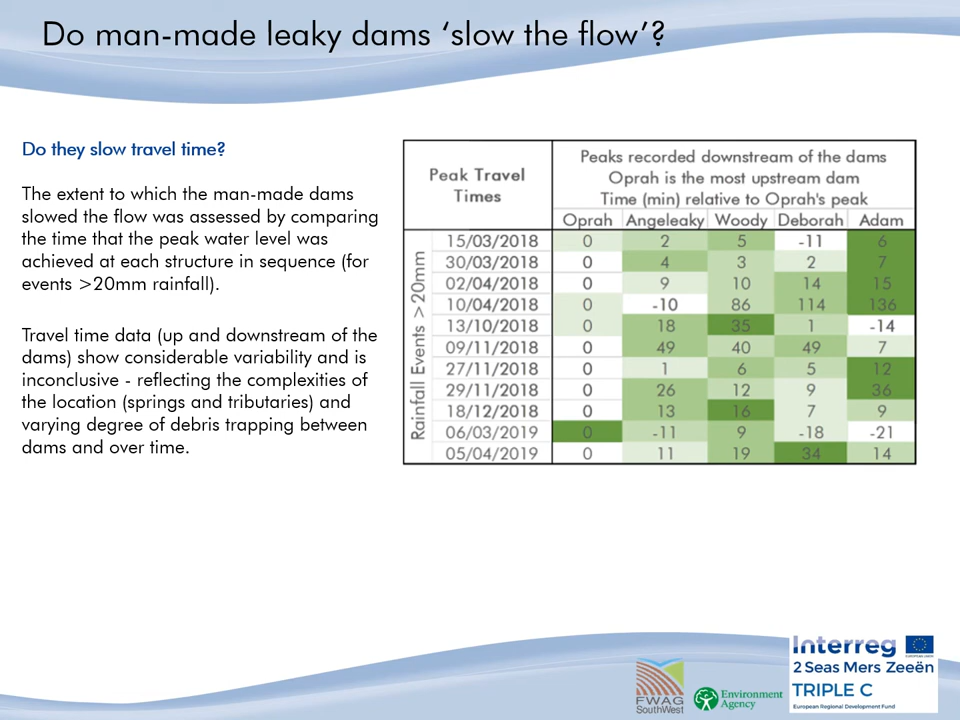 Do man-made leaky dams ‘slow the flow’?
Do they slow travel time?
The extent to which the man-made dams
slowed the flow was assessed by comparing
the time that the peak water level was
achieved at each structure in sequence (for
events >20mm rainfall).
Travel time data (up and downstream of the
dams) show considerable variability and is
inconclusive - reflecting the complexities of
the location (springs and tributaries) and
varying degree of debris trapping between
dams and over time.
Peak Travel
Times
Peaks recorded downstream of the dams
Oprah is the most upstream dam
Time (min) relative to Oprah's peak
Oprah Angeleaky Woody Deborah Adam
Rainfall Events > 20mm
15/03/2018 0 2 5 -11 6
30/03/2018 0 4 3 2 7
02/04/2018 0 9 10 14 15
10/04/2018 0 -10 86 114 136
13/10/2018 0 18 35 1 -14
09/11/2018 0 49 40 49 7
27/11/2018 0 1 6 5 12
29/11/2018 0 26 12 9 36
18/12/2018 0 13 16 7 9
06/03/2019 0 -11 9 -18 -21
05/04/2019 0 11 19 34 14
FWAG
SouthWest
Environment
Agency
Interreg
EUROPEAN UNION
2 Seas Mers Zeeën
TRIPLE C
European Regional Development Fund